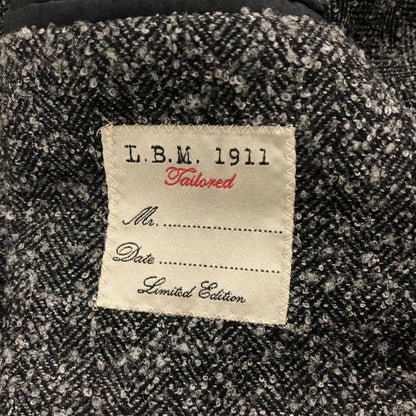 L.B.M. 1911
Tailored
Mr.....................
Date.....................
Limited Edition